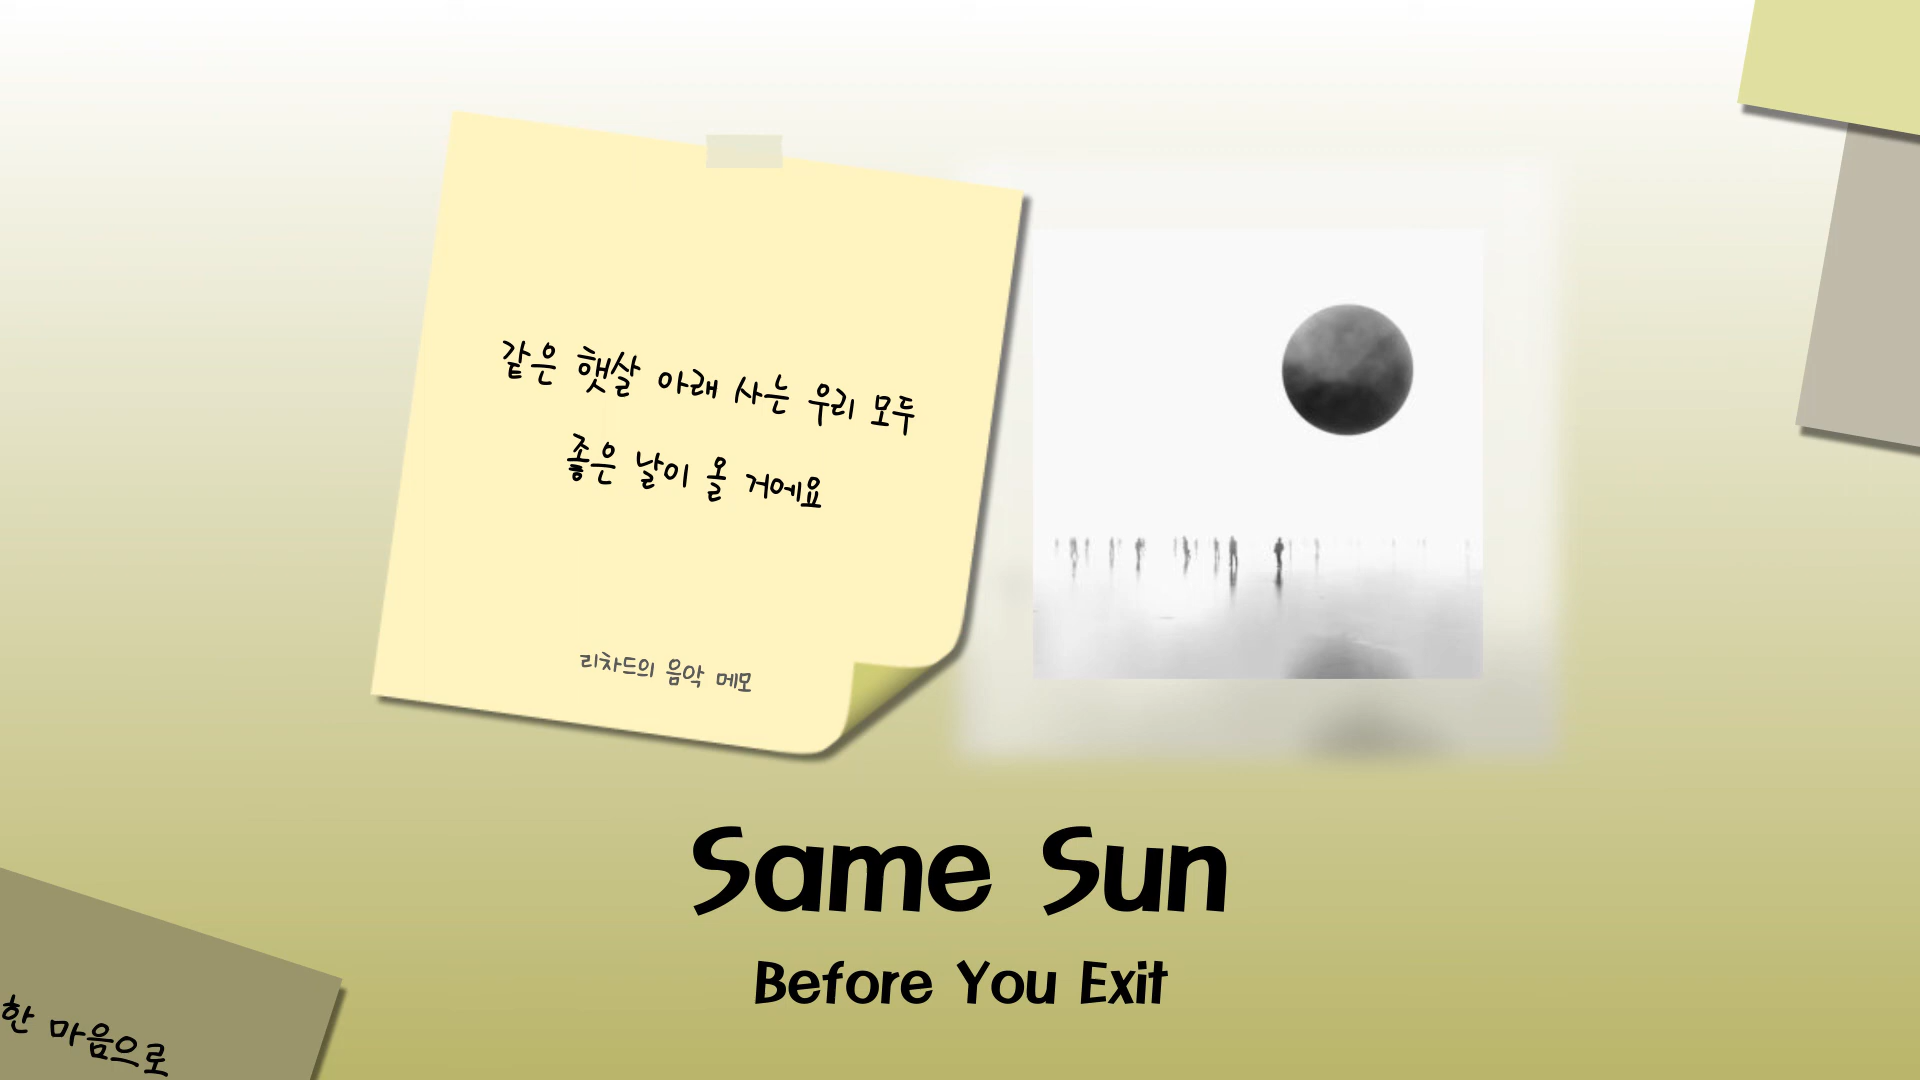 같은 햇살 아래 사는 우리 모두
좋은 날이 올 거에요
리차드의 음악 메모
Same Sun
Before You Exit
한 마음으로